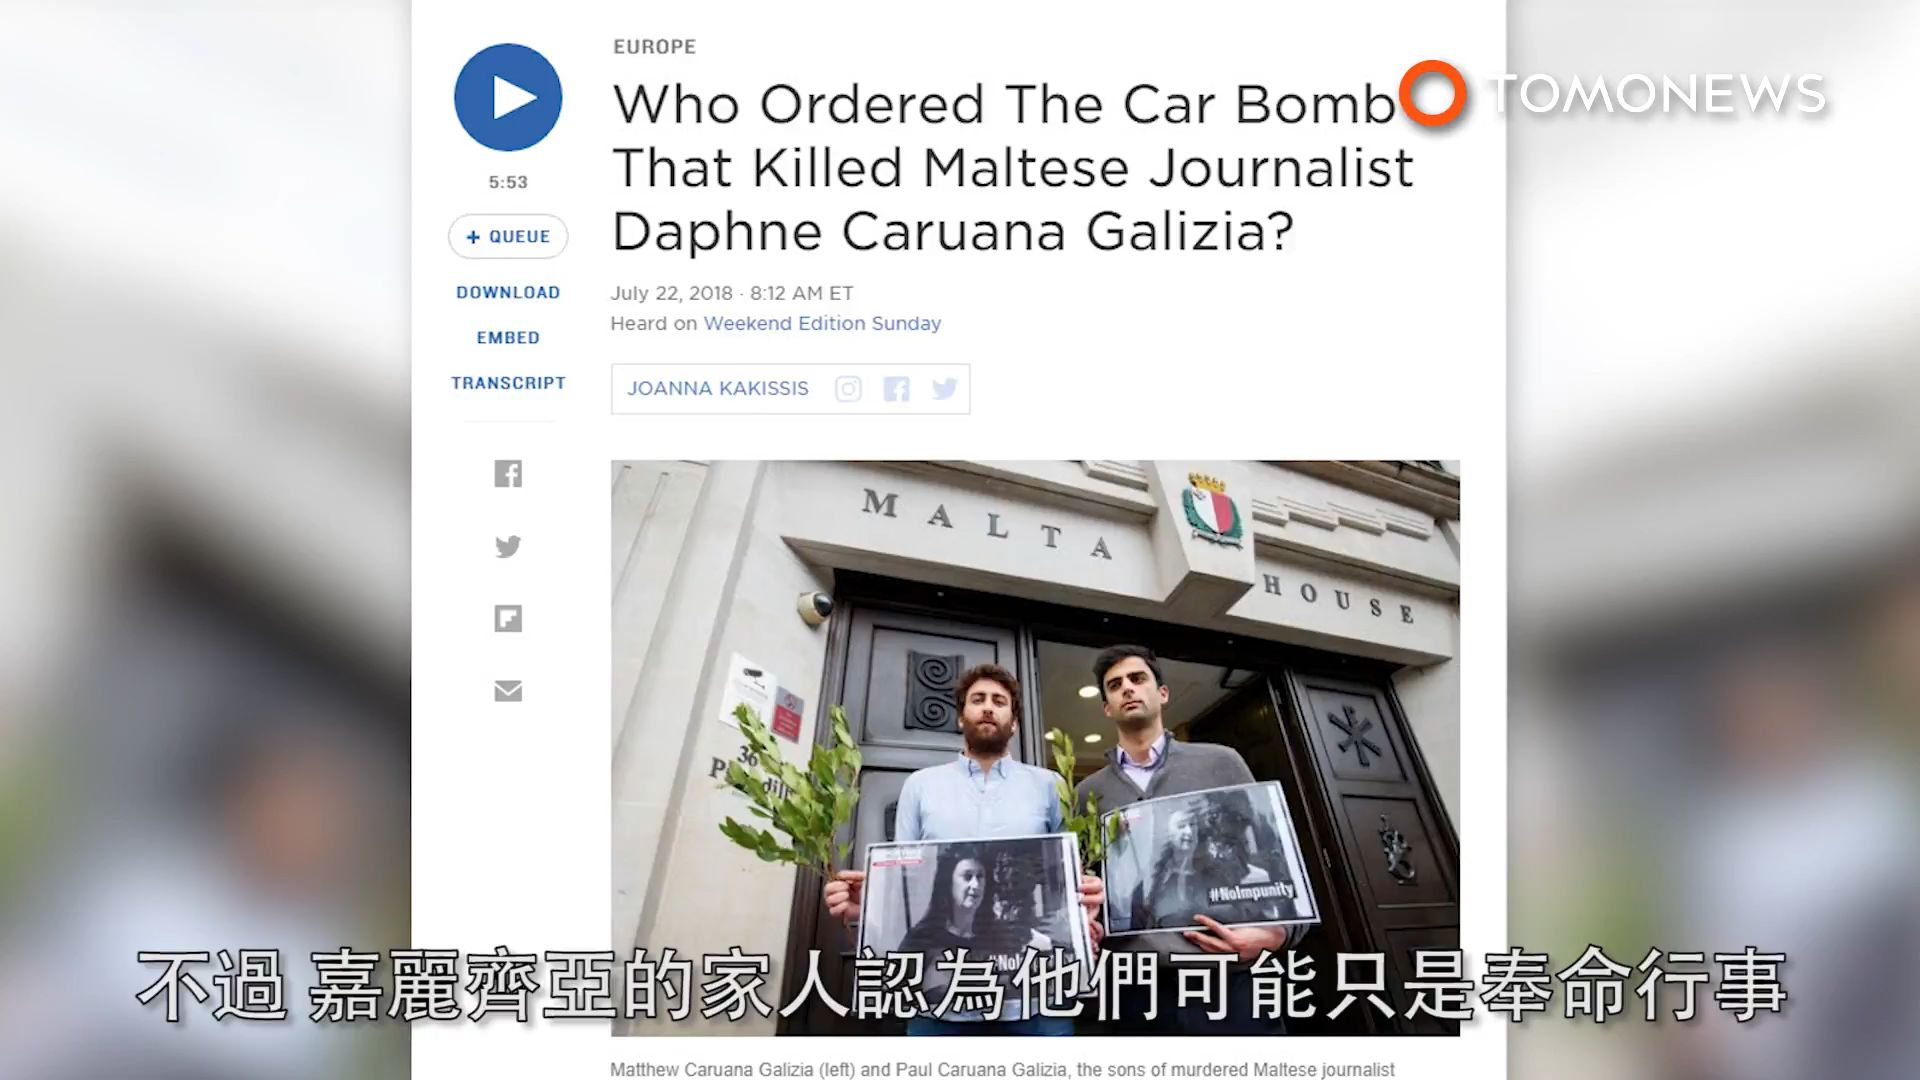 EUROPE
Who Ordered The Car Bomb
That Killed Maltese Journalist
Daphne Caruana Galizia?
TOMONEWS
5:53
+ QUEUE
DOWNLOAD
EMBED
TRANSCRIPT
July 22, 2018 · 8:12 AM ET
Heard on Weekend Edition Sunday
JOANNA KAKISSIS
MALTA HOUSE
36
#NoImpunity
不過 嘉麗齊亞的家人認為他們可能只是奉命行事
Matthew Caruana Galizia (left) and Paul Caruana Galizia, the sons of murdered Maltese journalist